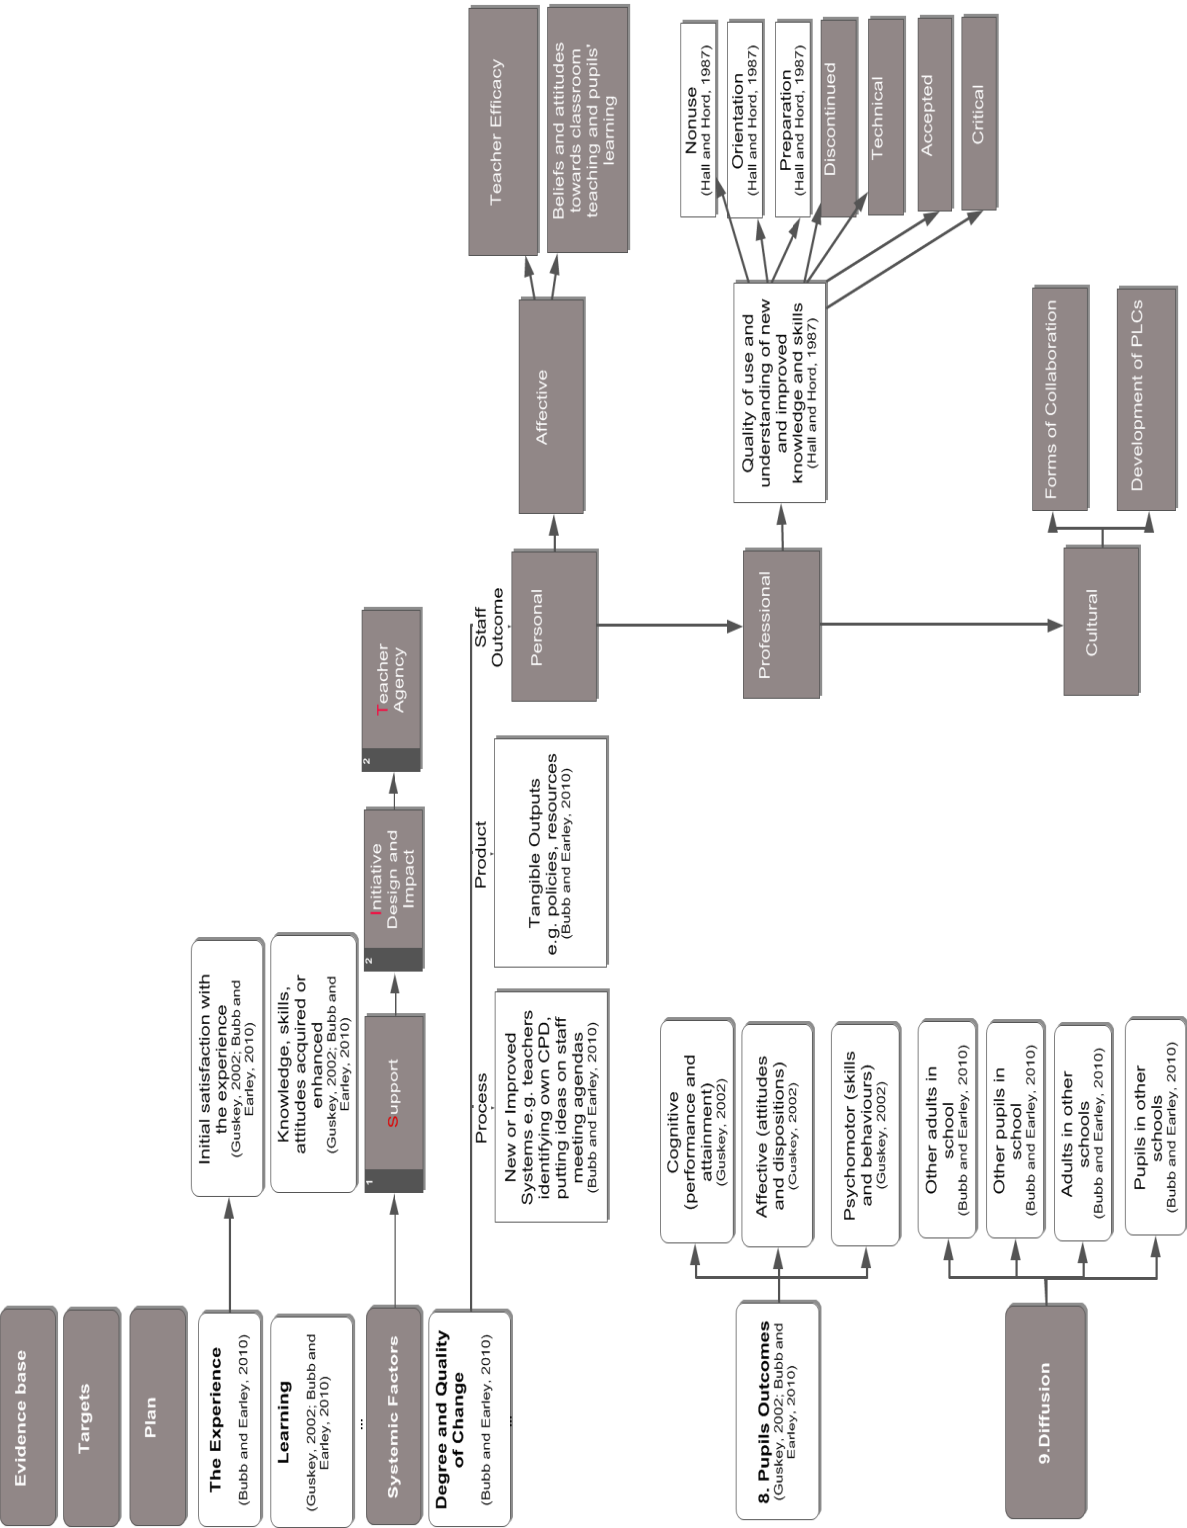 Evidence base
Targets
Plan
The Experience
(Bubb and Earley, 2010)
Initial satisfaction with
the experience
(Guskey, 2002; Bubb and
Earley, 2010)
Learning
(Guskey, 2002; Bubb and
Earley, 2010)
...
Knowledge, skills,
attitudes acquired or
enhanced
(Guskey, 2002; Bubb and
Earley, 2010)
Systemic Factors
1
Support
2
Initiative
Design and
Impact
2
Teacher
Agency
Degree and Quality
of Change
(Bubb and Earley, 2010)
...
Process
New or Improved
Systems e.g. teachers
identifying own CPD,
putting ideas on staff
meeting agendas
(Bubb and Earley, 2010)
Product
Tangible Outputs
e.g. policies, resources
(Bubb and Earley, 2010)
Staff
Outcome
Personal
Affective
Teacher Efficacy
Beliefs and attitudes
towards classroom
teaching and pupils'
learning
Professional
Quality of use and
understanding of new
and improved
knowledge and skills
(Hall and Hord, 1987)
Nonuse
(Hall and Hord, 1987)
Orientation
(Hall and Hord, 1987)
Preparation
(Hall and Hord, 1987)
Discontinued
Technical
Accepted
Critical
Cultural
Forms of Collaboration
Development of PLCs
8. Pupils Outcomes
(Guskey, 2002; Bubb and
Earley, 2010)
Cognitive
(performance and
attainment)
(Guskey, 2002)
Affective (attitudes
and dispositions)
(Guskey, 2002)
Psychomotor (skills
and behaviours)
(Guskey, 2002)
9.Diffusion
Other adults in
school
(Bubb and Earley, 2010)
Other pupils in
school
(Bubb and Earley, 2010)
Adults in other
schools
(Bubb and Earley, 2010)
Pupils in other
schools
(Bubb and Earley, 2010)